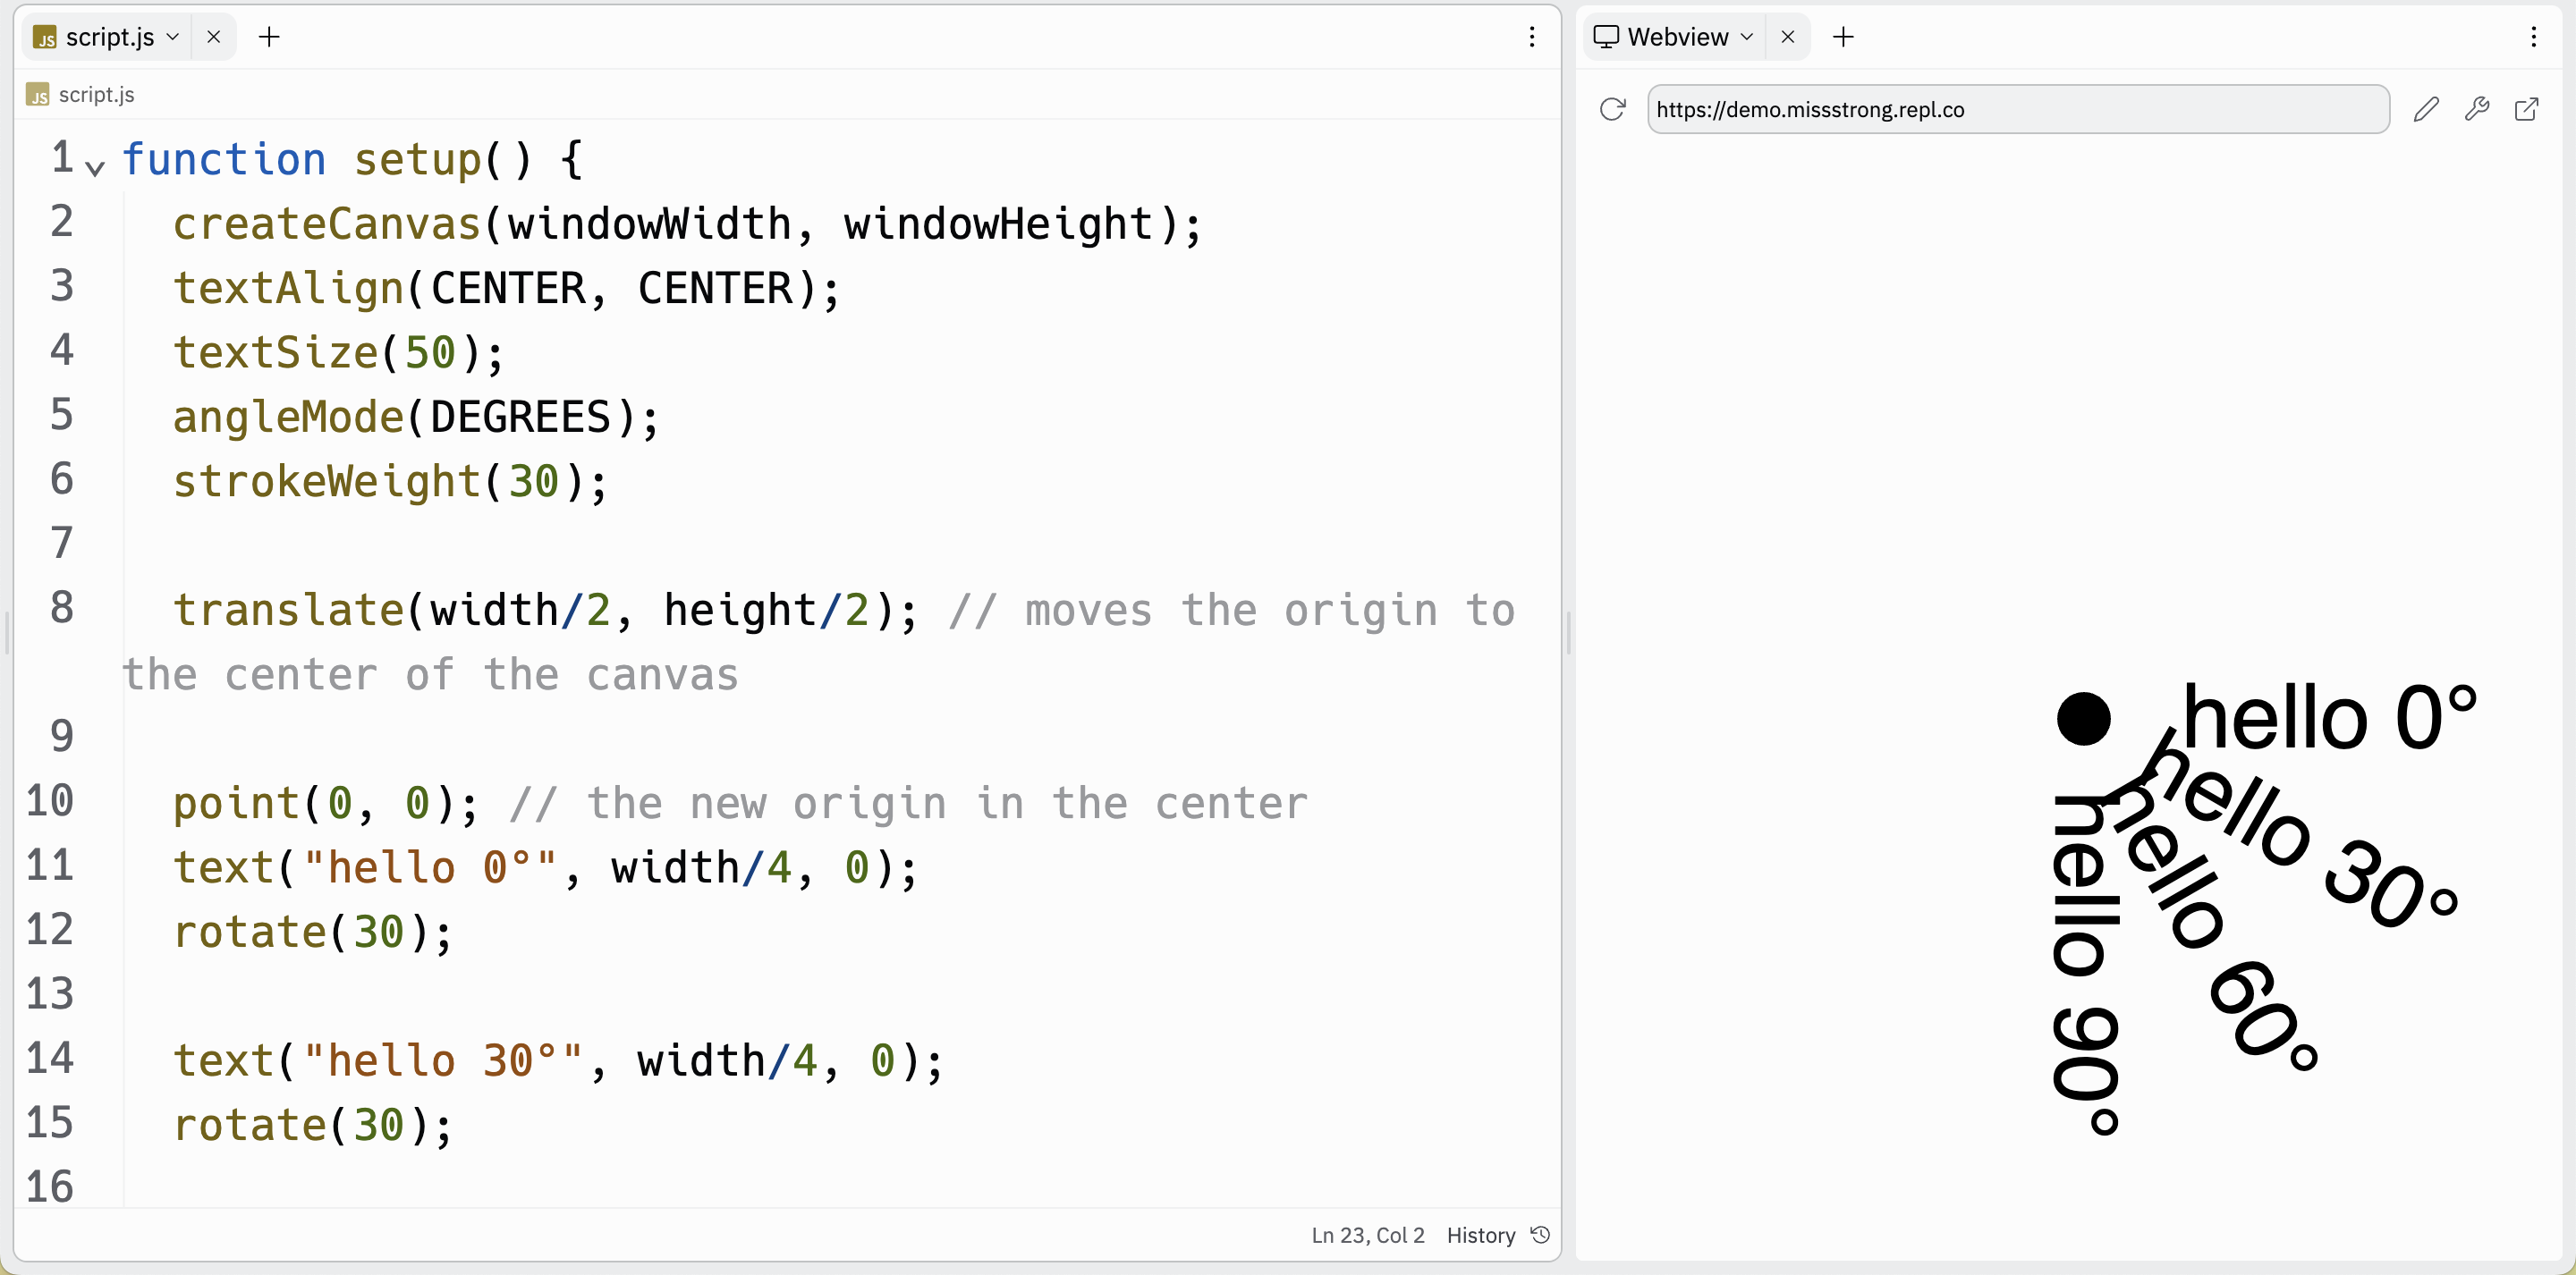 script.js
script.js
1 function setup() {
2 createCanvas(windowWidth, windowHeight);
3 textAlign(CENTER, CENTER);
4 textSize(50);
5 angleMode(DEGREES);
6 strokeWeight(30);
7
8 translate(width/2, height/2); // moves the origin to
the center of the canvas
9
10 point(0, 0); // the new origin in the center
11 text("hello 0°", width/4, 0);
12 rotate(30);
13
14 text("hello 30°", width/4, 0);
15 rotate(30);
16
Ln 23, Col 2 History
Webview
https://demo.missstrong.repl.co
hello 0°
hello 30°
hello 60°
hello 90°